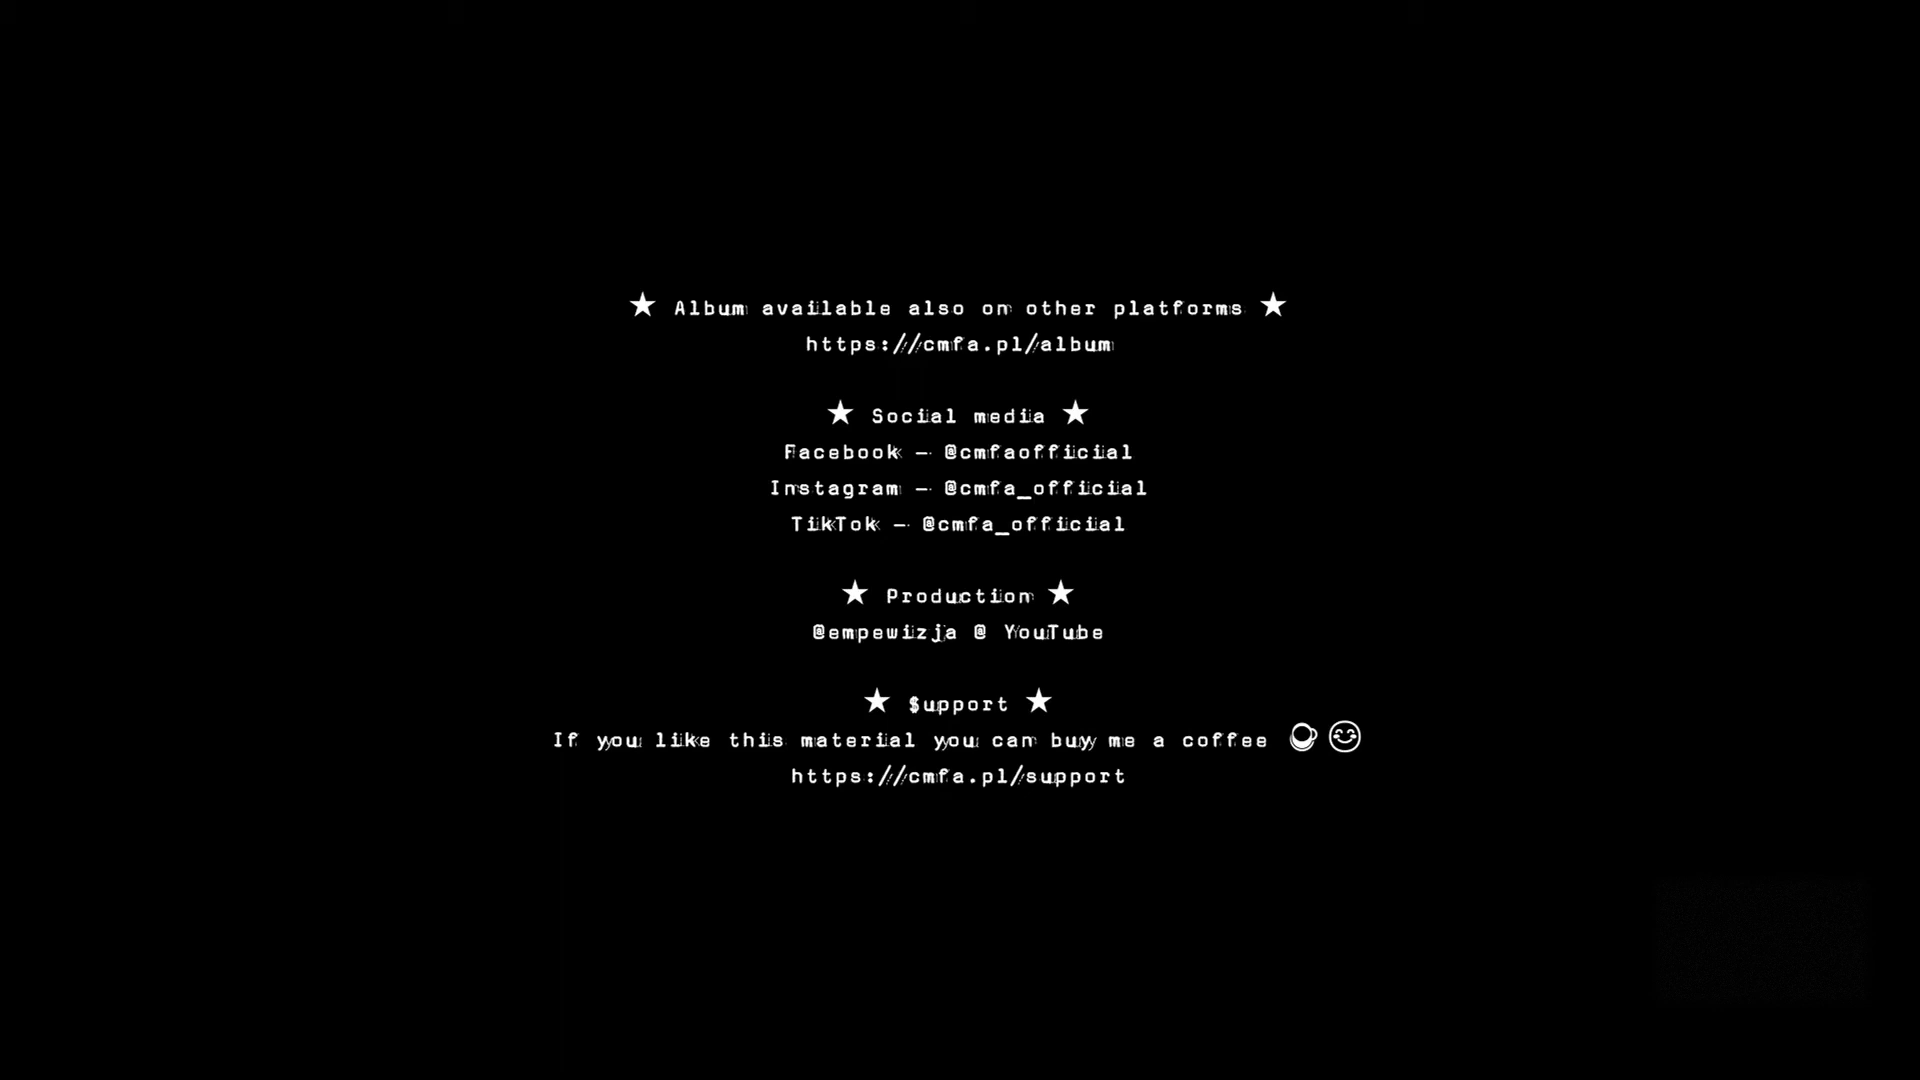 ★ Album available also on other platforms ★
https://cmfa.pl/album
★ Social media ★
Facebook – @cmfaofficial
Instagram – @cmfa_official
TikTok – @cmfa_official
★ Production ★
@empewizja @ YouTube
★ $upport ★
If you like this material you can buy me a coffee ☕ 😊
https://cmfa.pl/support